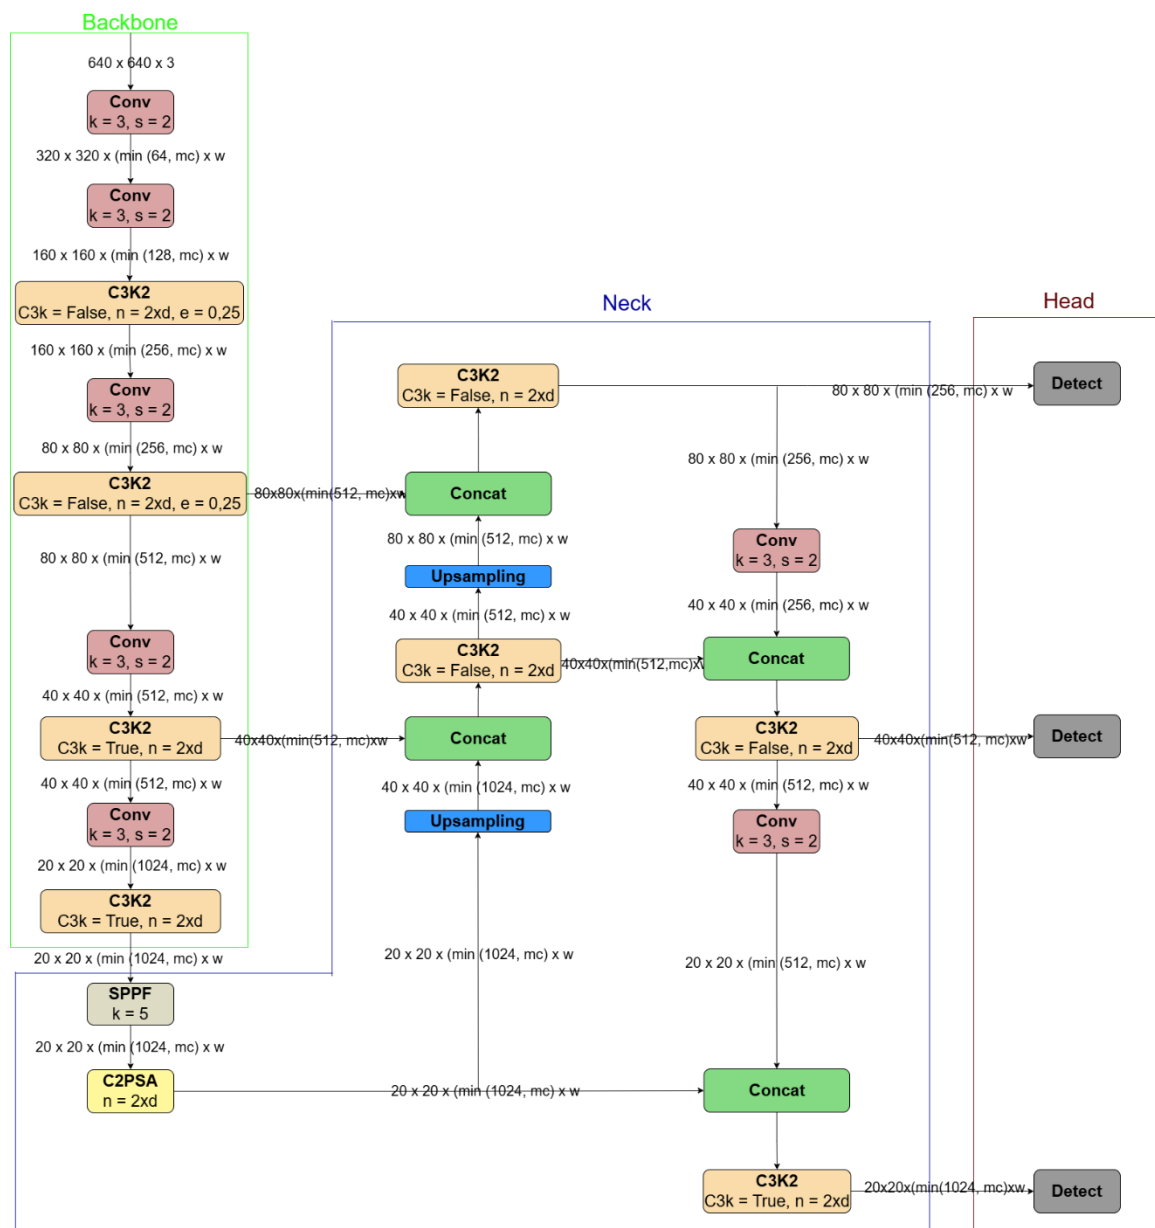 Backbone
640 x 640 x 3
Conv
k = 3, s = 2
320 x 320 x (min (64, mc) x w
Conv
k = 3, s = 2
160 x 160 x (min (128, mc) x w
C3K2
C3k = False, n = 2xd, e = 0,25
160 x 160 x (min (256, mc) x w
Conv
k = 3, s = 2
80 x 80 x (min (256, mc) x w
C3K2
C3k = False, n = 2xd, e = 0,25
80 x 80 x (min (512, mc) x w
Conv
k = 3, s = 2
40 x 40 x (min (512, mc) x w
C3K2
C3k = True, n = 2xd
40 x 40 x (min (512, mc) x w
Conv
k = 3, s = 2
20 x 20 x (min (1024, mc) x w
C3K2
C3k = True, n = 2xd
20 x 20 x (min (1024, mc) x w
SPPF
k = 5
20 x 20 x (min (1024, mc) x w
C2PSA
n = 2xd
Neck
C3K2
C3k = False, n = 2xd
80x80x(min(512, mc)xw
Concat
80 x 80 x (min (512, mc) x w
Upsampling
40 x 40 x (min (512, mc) x w
C3K2
C3k = False, n = 2xd
40x40x(min(512, mc)xw
Concat
40 x 40 x (min (1024, mc) x w
Upsampling
20 x 20 x (min (1024, mc) x w
20 x 20 x (min (1024, mc) x w
80 x 80 x (min (256, mc) x w
80 x 80 x (min (256, mc) x w
Conv
k = 3, s = 2
40 x 40 x (min (256, mc) x w
40x40x(min(512,mc)xw
Concat
C3K2
C3k = False, n = 2xd
40x40x(min(512, mc)xw
40 x 40 x (min (512, mc) x w
Conv
k = 3, s = 2
20 x 20 x (min (512, mc) x w
Concat
C3K2
C3k = True, n = 2xd
20x20x(min(1024, mc)xw
Head
Detect
Detect
Detect